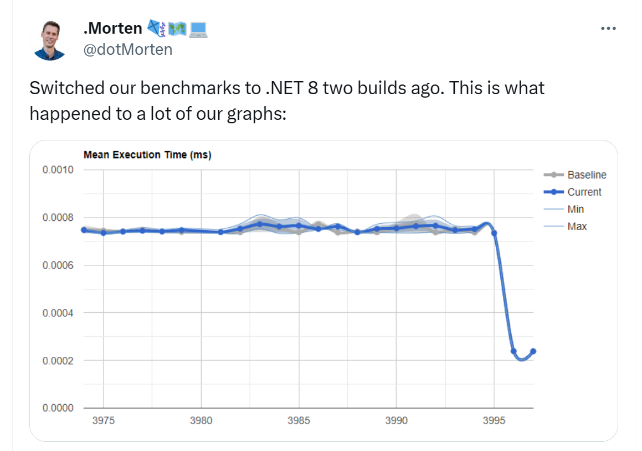 .Morten 🪁🗺️💻
@dotMorten
Switched our benchmarks to .NET 8 two builds ago. This is what
happened to a lot of our graphs:
Mean Execution Time (ms)
0.0010
0.0008
0.0006
0.0004
0.0002
0.0000
3975
3980
3985
3990
3995
Baseline
Current
Min
Max